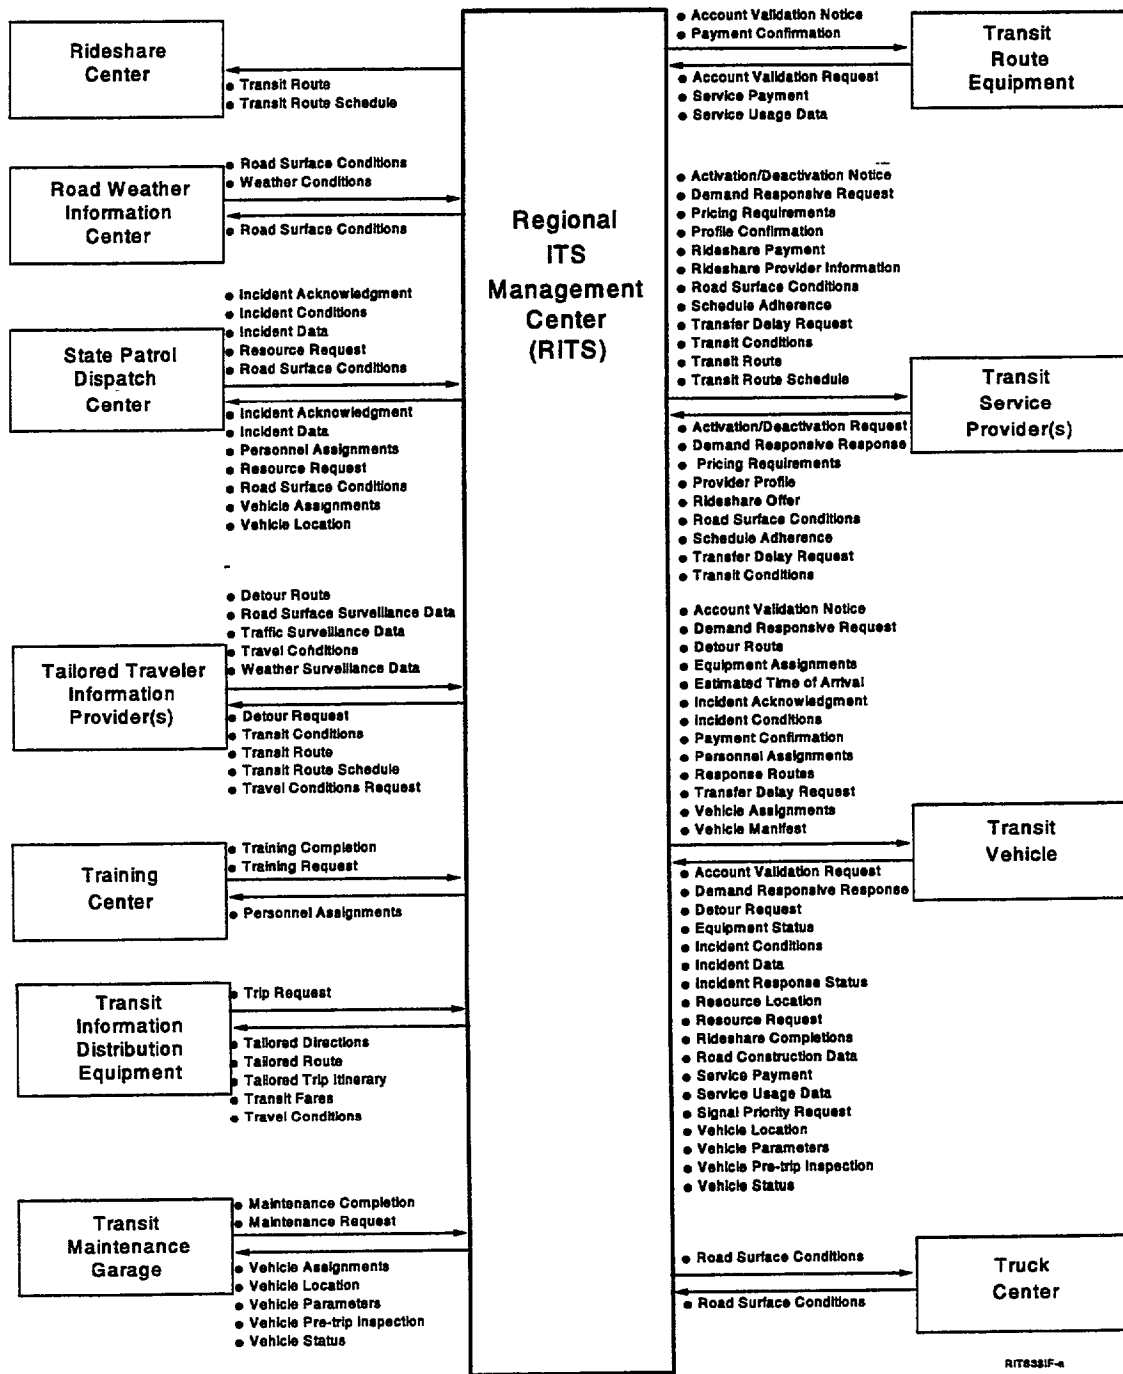 Rideshare
Center
● Transit Route
● Transit Route Schedule
● Road Surface Conditions
● Weather Conditions
Road Weather
Information
Center
● Road Surface Conditions
● Incident Acknowledgment
● Incident Conditions
● Incident Data
● Resource Request
● Road Surface Conditions
State Patrol
Dispatch
Center
● Incident Acknowledgment
● Incident Data
● Personnel Assignments
● Resource Request
● Road Surface Conditions
● Vehicle Assignments
● Vehicle Location
● Detour Route
● Road Surface Surveillance Data
● Traffic Surveillance Data
● Travel Conditions
● Weather Surveillance Data
Tailored Traveler
Information
Provider(s)
● Detour Request
● Transit Conditions
● Transit Route
● Transit Route Schedule
● Travel Conditions Request
● Training Completion
● Training Request
Training
Center
● Personnel Assignments
● Trip Request
Transit
Information
Distribution
Equipment
● Tailored Directions
● Tailored Route
● Tailored Trip Itinerary
● Transit Fares
● Travel Conditions
● Maintenance Completion
● Maintenance Request
Transit
Maintenance
Garage
● Vehicle Assignments
● Vehicle Location
● Vehicle Parameters
● Vehicle Pre-trip Inspection
● Vehicle Status
Regional
ITS
Management
Center
(RITS)
● Account Validation Notice
● Payment Confirmation
Transit
Route
Equipment
● Account Validation Request
● Service Payment
● Service Usage Data
● Activation/Deactivation Notice
● Demand Responsive Request
● Pricing Requirements
● Profile Confirmation
● Rideshare Payment
● Rideshare Provider Information
● Road Surface Conditions
● Schedule Adherence
● Transfer Delay Request
● Transit Conditions
● Transit Route
● Transit Route Schedule
Transit
Service
Provider(s)
● Activation/Deactivation Request
● Demand Responsive Response
● Pricing Requirements
● Provider Profile
● Rideshare Offer
● Road Surface Conditions
● Schedule Adherence
● Transfer Delay Request
● Transit Conditions
● Account Validation Notice
● Demand Responsive Request
● Detour Route
● Equipment Assignments
● Estimated Time of Arrival
● Incident Acknowledgment
● Incident Conditions
● Payment Confirmation
● Personnel Assignments
● Response Routes
● Transfer Delay Request
● Vehicle Assignments
● Vehicle Manifest
Transit
Vehicle
● Account Validation Request
● Demand Responsive Response
● Detour Request
● Equipment Status
● Incident Conditions
● Incident Data
● Incident Response Status
● Resource Location
● Resource Request
● Rideshare Completions
● Road Construction Data
● Service Payment
● Service Usage Data
● Signal Priority Request
● Vehicle Location
● Vehicle Parameters
● Vehicle Pre-trip Inspection
● Vehicle Status
● Road Surface Conditions
Truck
Center
● Road Surface Conditions